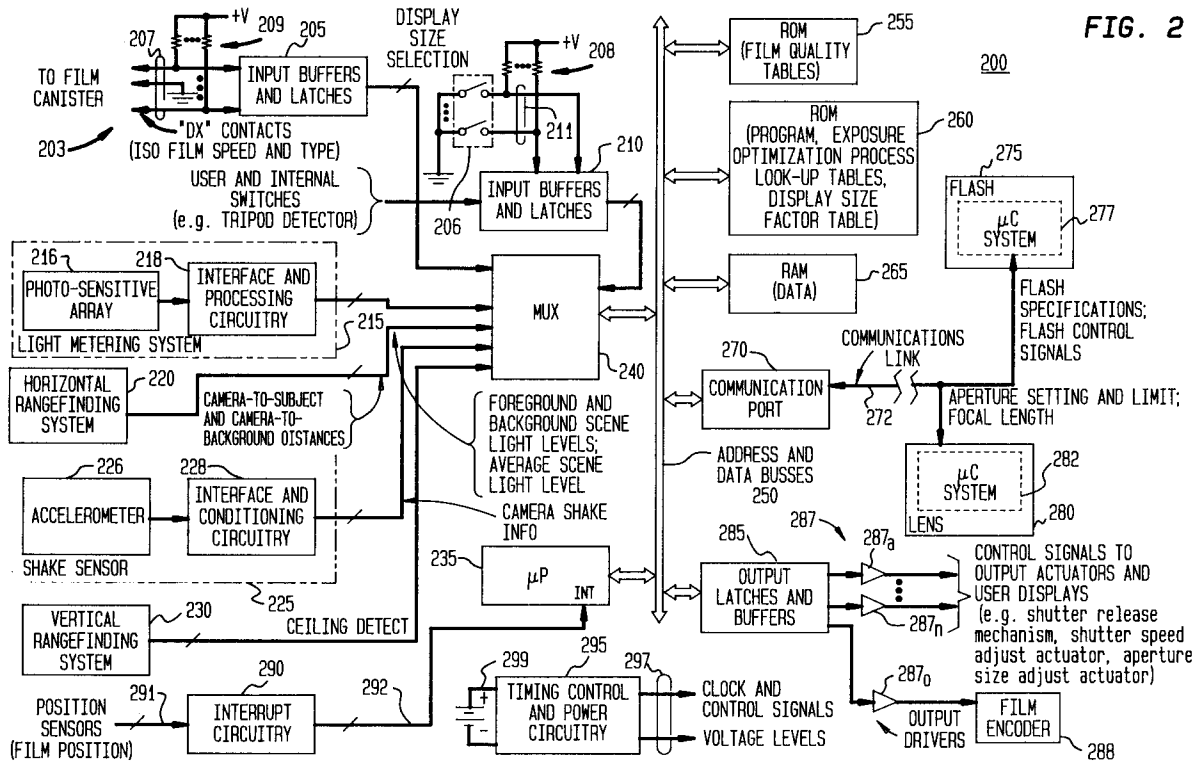 FIG. 2
200
+V
209
207
205
TO FILM
CANISTER
203
"DX" CONTACTS
(ISO FILM SPEED AND TYPE)
INPUT BUFFERS
AND LATCHES
DISPLAY
SIZE
SELECTION
+V
208
211
206
210
USER AND INTERNAL
SWITCHES
(e.g. TRIPOD DETECTOR)
INPUT BUFFERS
AND LATCHES
216
PHOTO-SENSITIVE
ARRAY
218
INTERFACE AND
PROCESSING
CIRCUITRY
215
LIGHT METERING SYSTEM
MUX
240
HORIZONTAL
RANGEFINDING
SYSTEM
220
CAMERA-TO-SUBJECT
AND CAMERA-TO-
BACKGROUND DISTANCES
FOREGROUND AND
BACKGROUND SCENE
LIGHT LEVELS;
AVERAGE SCENE
LIGHT LEVEL
226
ACCELEROMETER
228
INTERFACE AND
CONDITIONING
CIRCUITRY
SHAKE SENSOR
225
CAMERA SHAKE
INFO
VERTICAL
RANGEFINDING
SYSTEM
230
CEILING DETECT
235
μP
INT
POSITION
SENSORS
(FILM POSITION)
291
290
INTERRUPT
CIRCUITRY
292
299
+
-
295
TIMING CONTROL
AND POWER
CIRCUITRY
297
CLOCK AND
CONTROL SIGNALS
VOLTAGE LEVELS
ROM
(FILM QUALITY
TABLES)
255
ROM
(PROGRAM, EXPOSURE
OPTIMIZATION PROCESS
LOOK-UP TABLES,
DISPLAY SIZE
FACTOR TABLE)
260
RAM
(DATA)
265
270
COMMUNICATION
PORT
COMMUNICATIONS
LINK
272
ADDRESS AND
DATA BUSSES
250
275
FLASH
μC
SYSTEM
277
FLASH
SPECIFICATIONS;
FLASH CONTROL
SIGNALS
APERTURE SETTING AND LIMIT;
FOCAL LENGTH
μC
SYSTEM
282
LENS
280
285
OUTPUT
LATCHES AND
BUFFERS
287
287a
287n
CONTROL SIGNALS TO
OUTPUT ACTUATORS AND
USER DISPLAYS
(e.g. shutter release
mechanism, shutter speed
adjust actuator, aperture
size adjust actuator)
287o
OUTPUT
DRIVERS
FILM
ENCODER
288